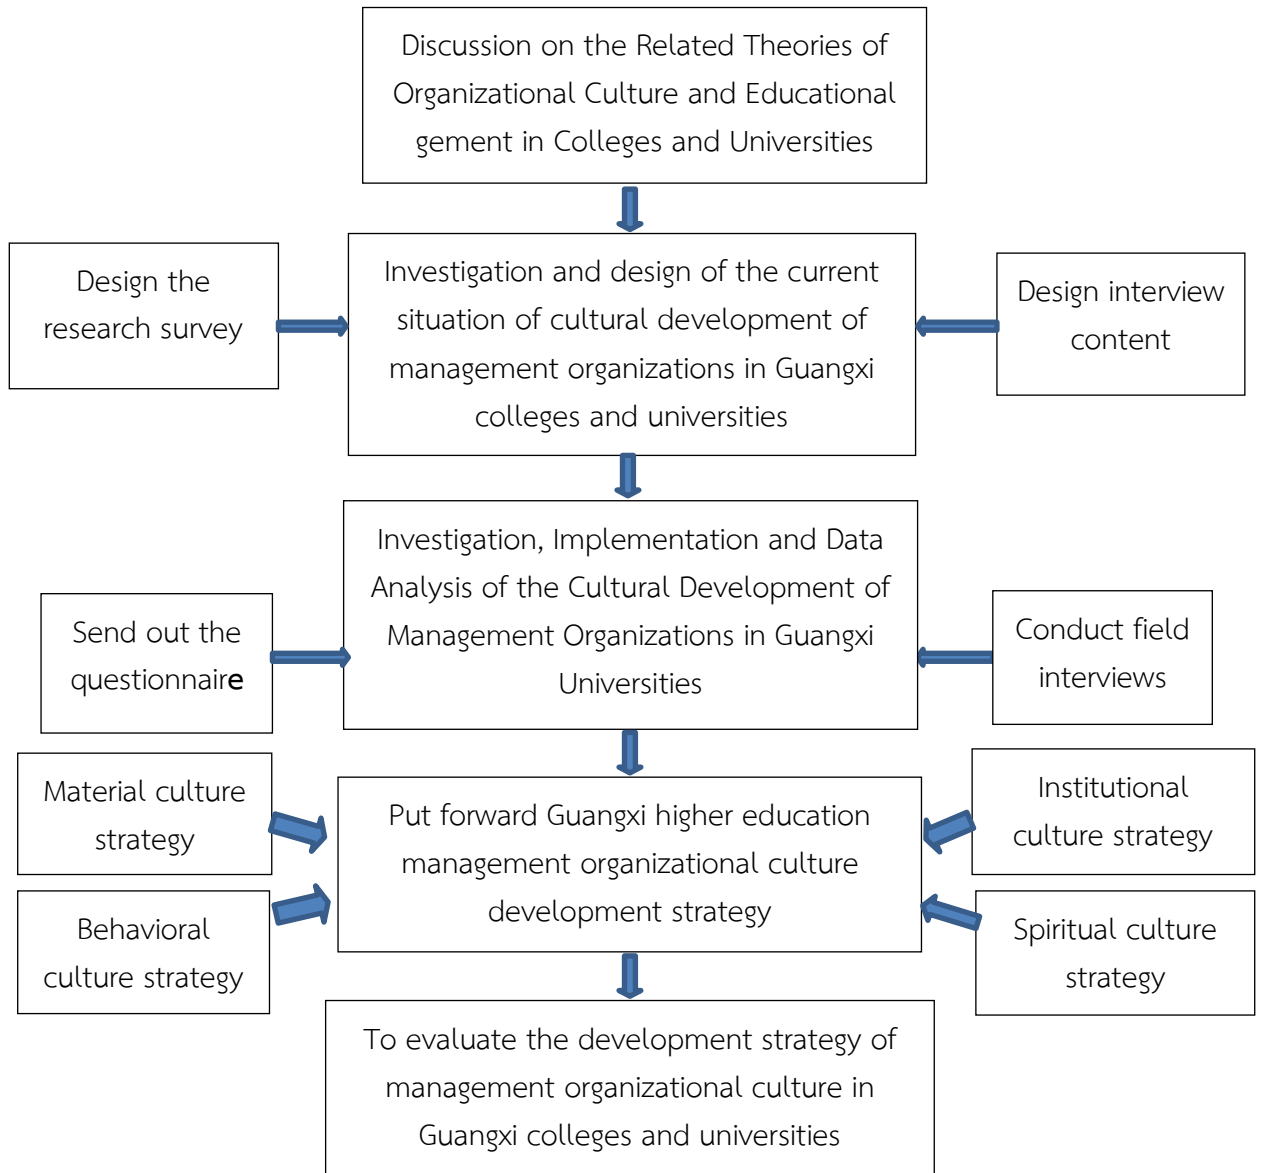 Discussion on the Related Theories of
Organizational Culture and Educational
gement in Colleges and Universities
Design the
research survey
Investigation and design of the current
situation of cultural development of
management organizations in Guangxi
colleges and universities
Design interview
content
Send out the
questionnaire
Investigation, Implementation and Data
Analysis of the Cultural Development of
Management Organizations in Guangxi
Universities
Conduct field
interviews
Material culture
strategy
Behavioral
culture strategy
Put forward Guangxi higher education
management organizational culture
development strategy
Institutional
culture strategy
Spiritual culture
strategy
To evaluate the development strategy of
management organizational culture in
Guangxi colleges and universities